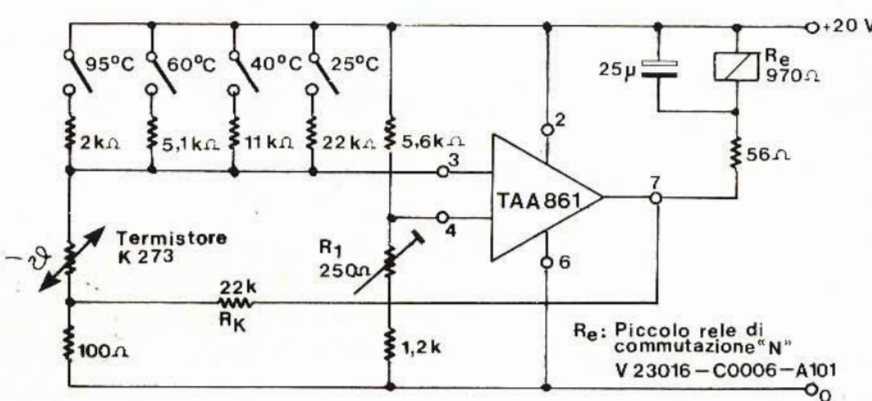 +20 V
95°C
60°C
40°C
25°C
25µ
Re
970Ω
2kΩ
5,1kΩ
11kΩ
22kΩ
5,6kΩ
56Ω
2
3
4
6
7
TAA861
Termistore
K 273
-ϑ
R1
250Ω
22k
RK
100Ω
1,2k
Re: Piccolo rele di
commutazione "N"
V 23016-C0006-A101
0